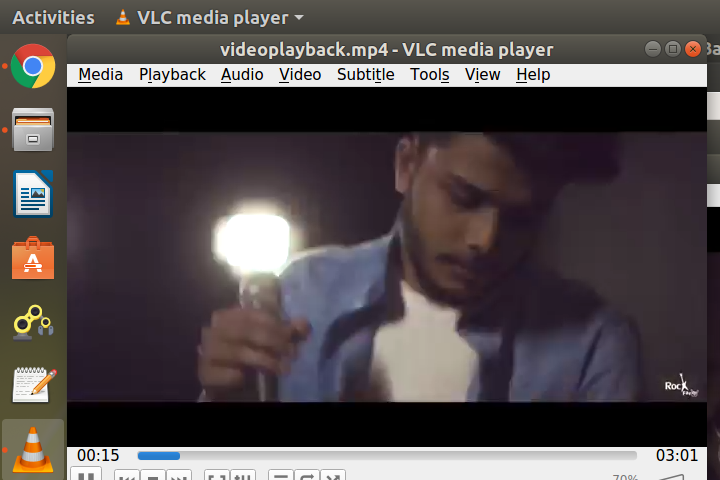 Activities VLC media player
videoplayback.mp4 - VLC media player
Media Playback Audio Video Subtitle Tools View Help
Rock
00:15 03:01
70%